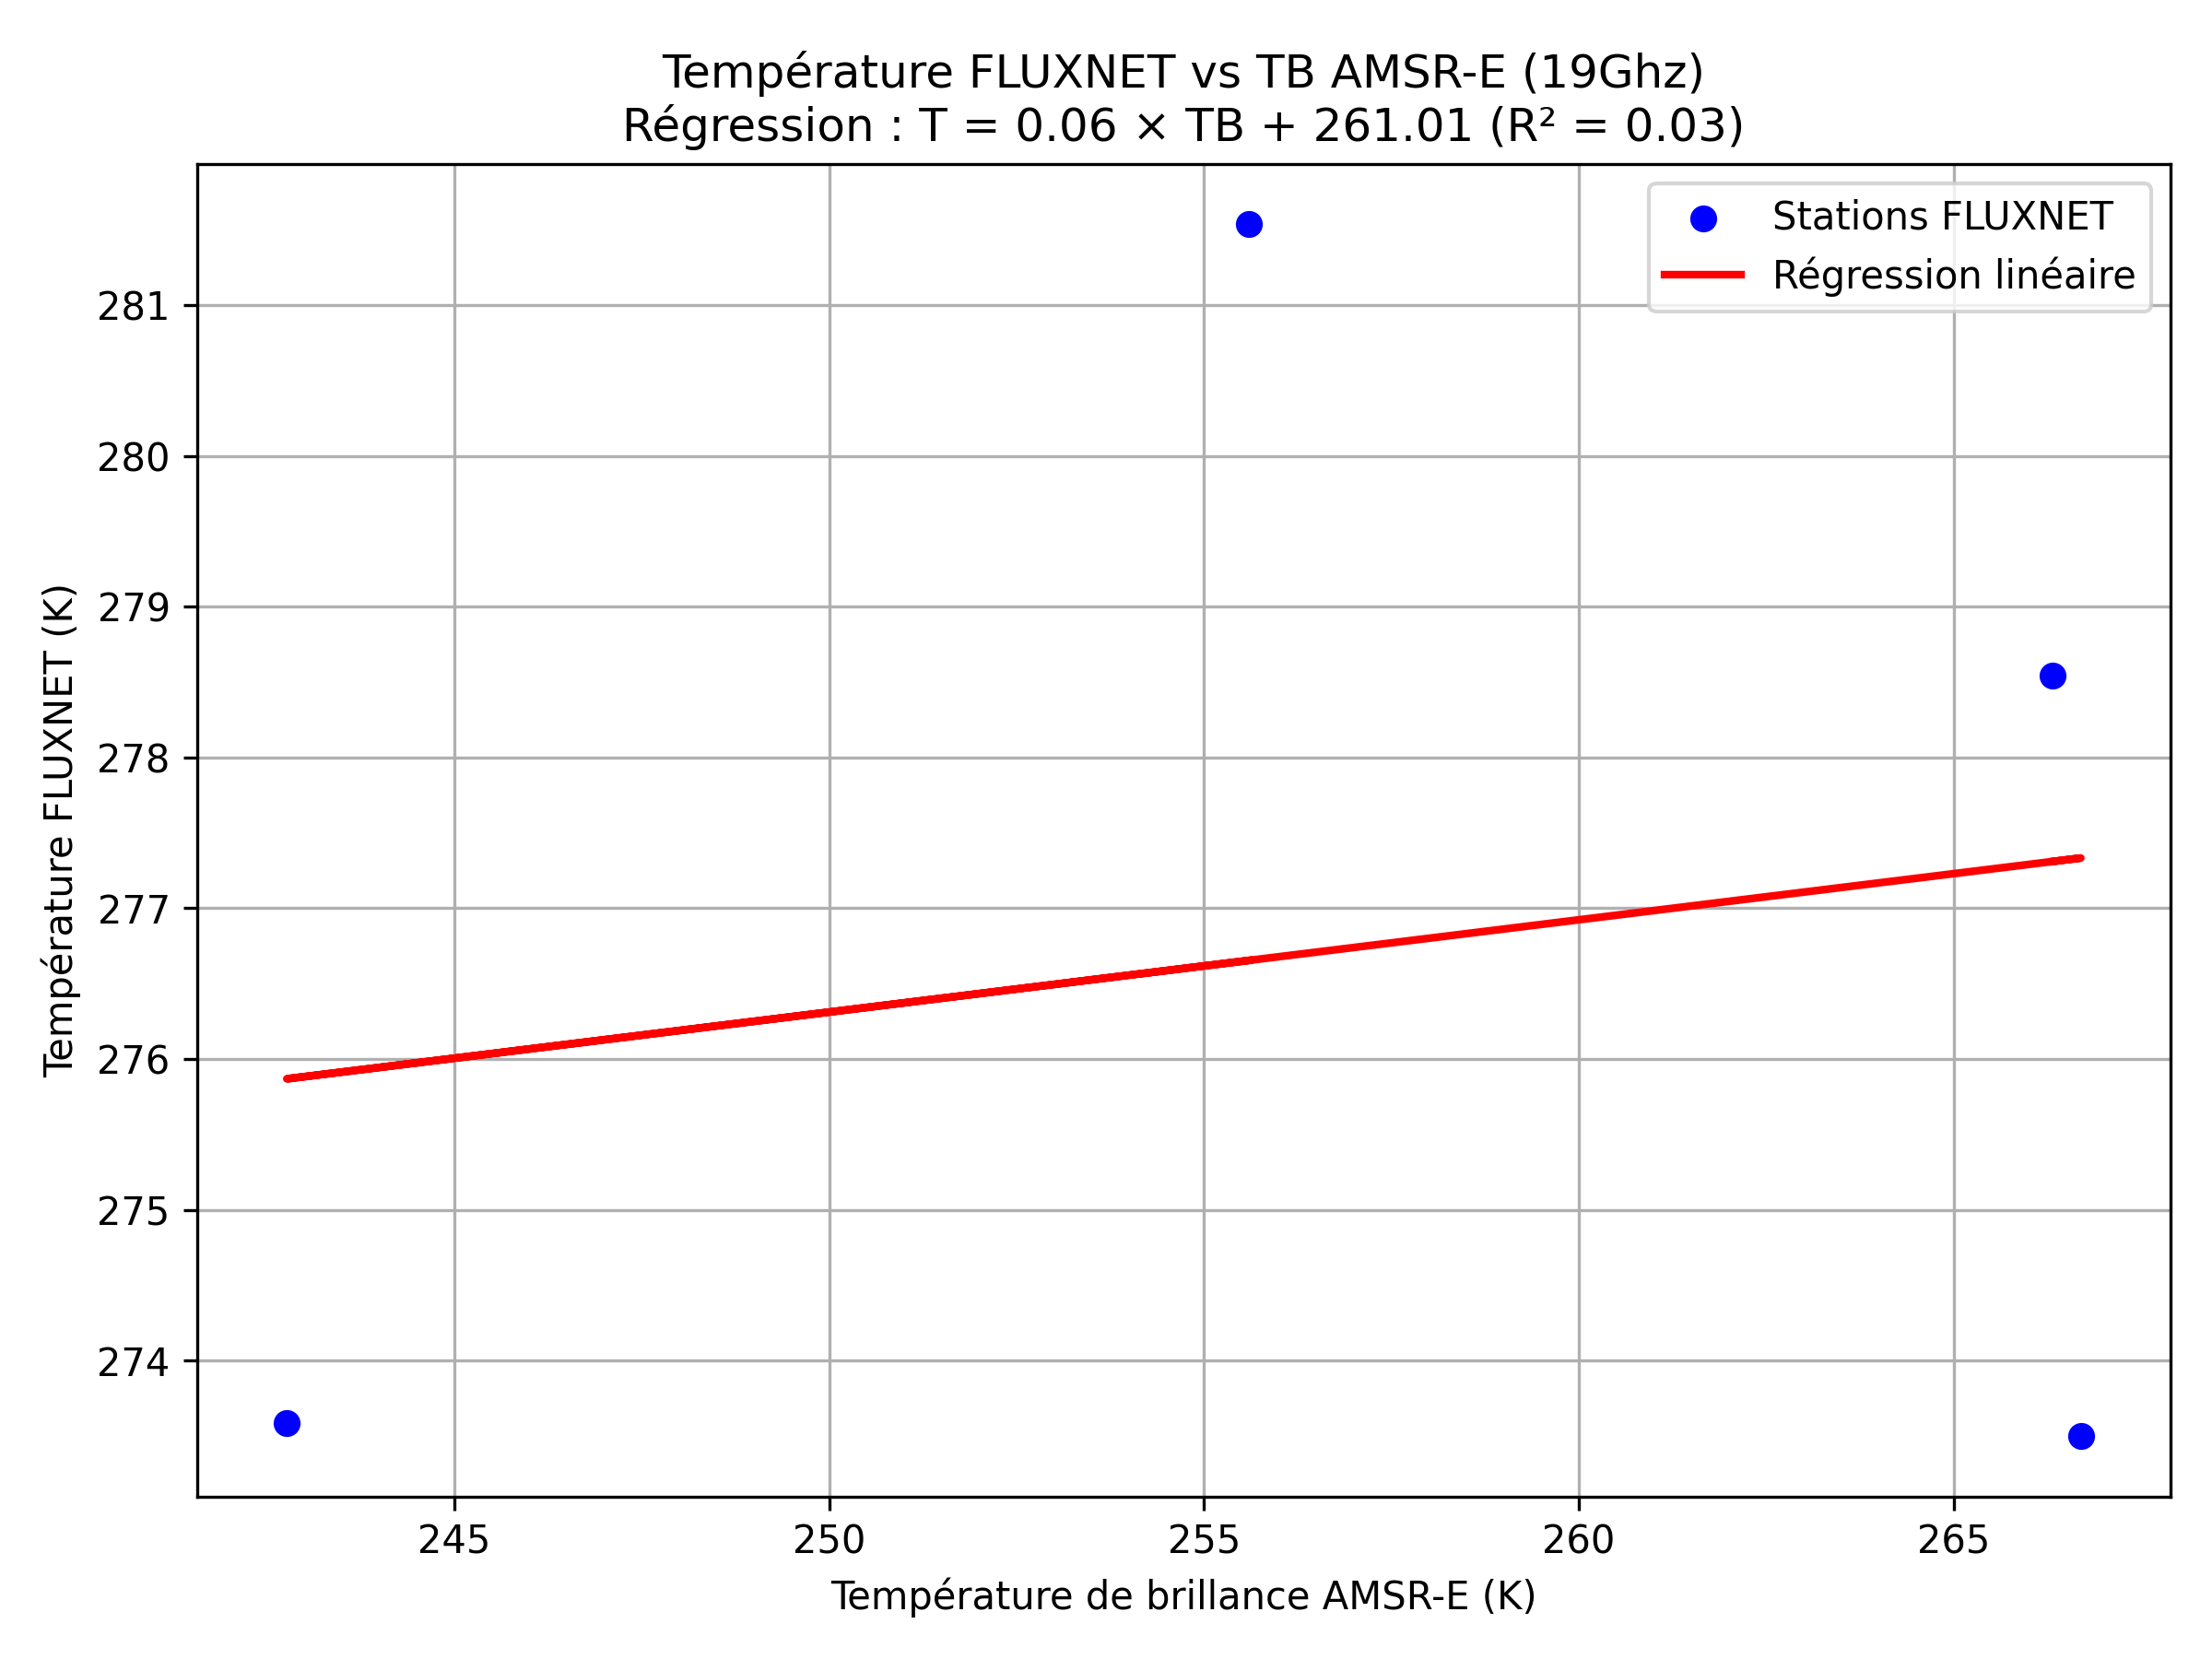 Température FLUXNET vs TB AMSR-E (19Ghz)
Régression : T = 0.06 × TB + 261.01 (R² = 0.03)
Stations FLUXNET
Régression linéaire
Température FLUXNET (K)
281
280
279
278
277
276
275
274
245 250 255 260 265
Température de brillance AMSR-E (K)